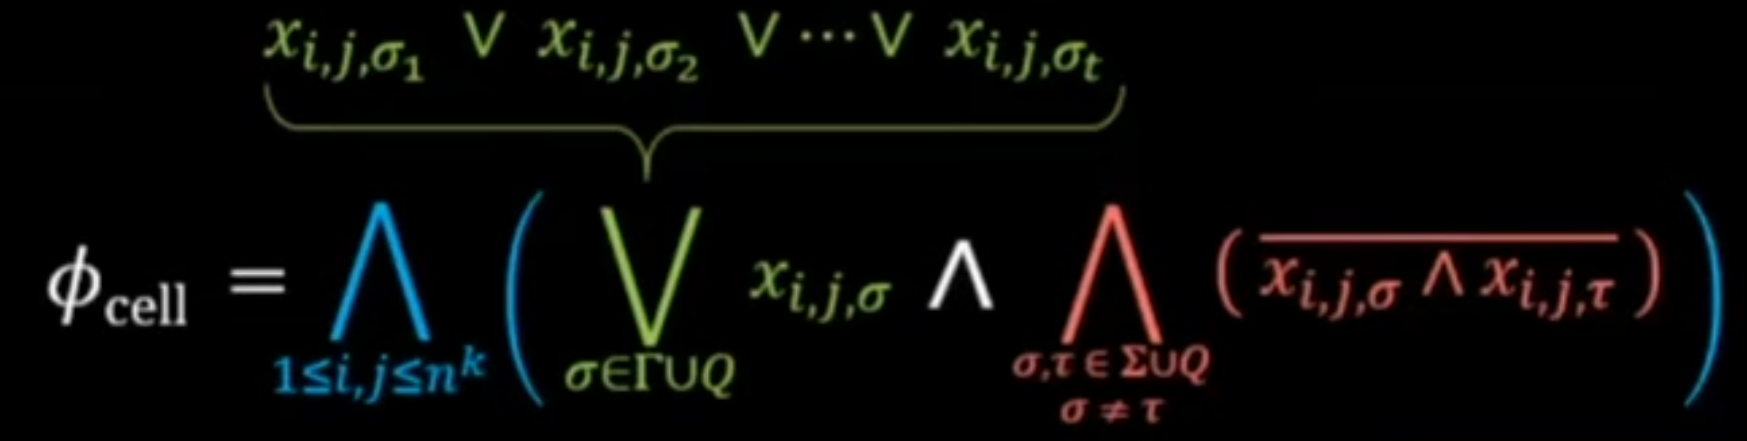 x_{i,j,σ_1} ∨ x_{i,j,σ_2} ∨ ⋯ ∨ x_{i,j,σ_t}
ϕ_cell = ⋀_{1≤i,j≤n^k} ( ⋁_{σ∈Γ∪Q} x_{i,j,σ} ∧ ⋀_{σ,τ∈Σ∪Q σ≠τ} ( \overline{x_{i,j,σ} ∧ x_{i,j,τ}} ) )